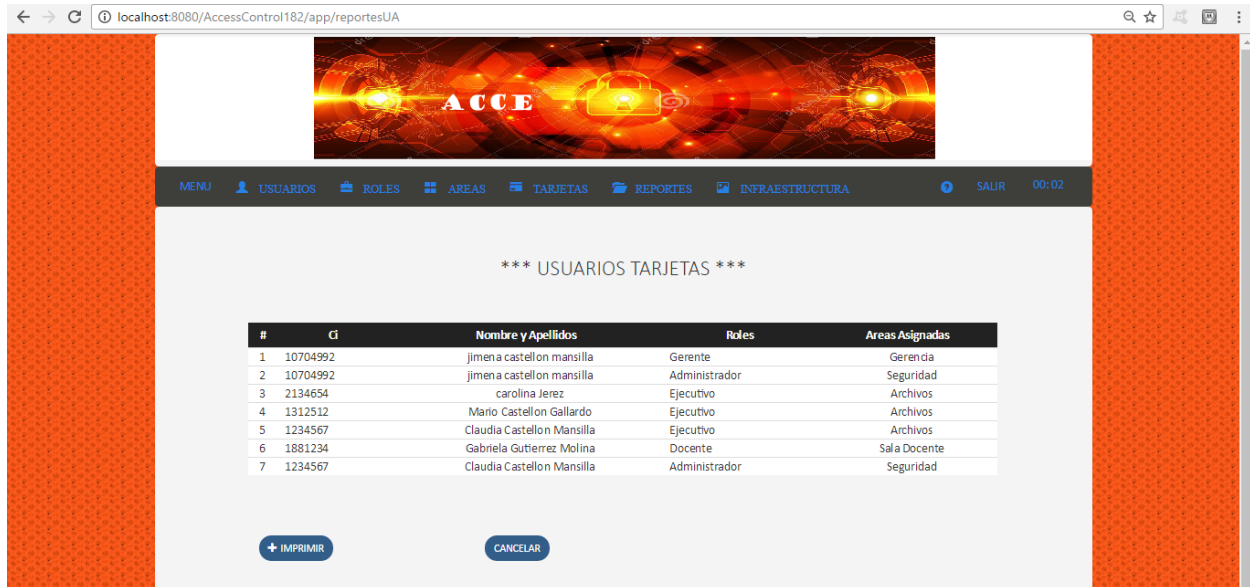 localhost:8080/AccessControl182/app/reportesUA
ACCE
MENU USUARIOS ROLES AREAS TARJETAS REPORTES INFRAESTRUCTURA ? SALIR 00:02
*** USUARIOS TARJETAS ***
# Ci Nombre y Apellidos Roles Areas Asignadas
1 10704992 jimena castellon mansilla Gerente Gerencia
2 10704992 jimena castellon mansilla Administrador Seguridad
3 2134654 carolina Jerez Ejecutivo Archivos
4 1312512 Mario Castellon Gallardo Ejecutivo Archivos
5 1234567 Claudia Castellon Mansilla Ejecutivo Archivos
6 1881234 Gabriela Gutierrez Molina Docente Sala Docente
7 1234567 Claudia Castellon Mansilla Administrador Seguridad
+ IMPRIMIR CANCELAR